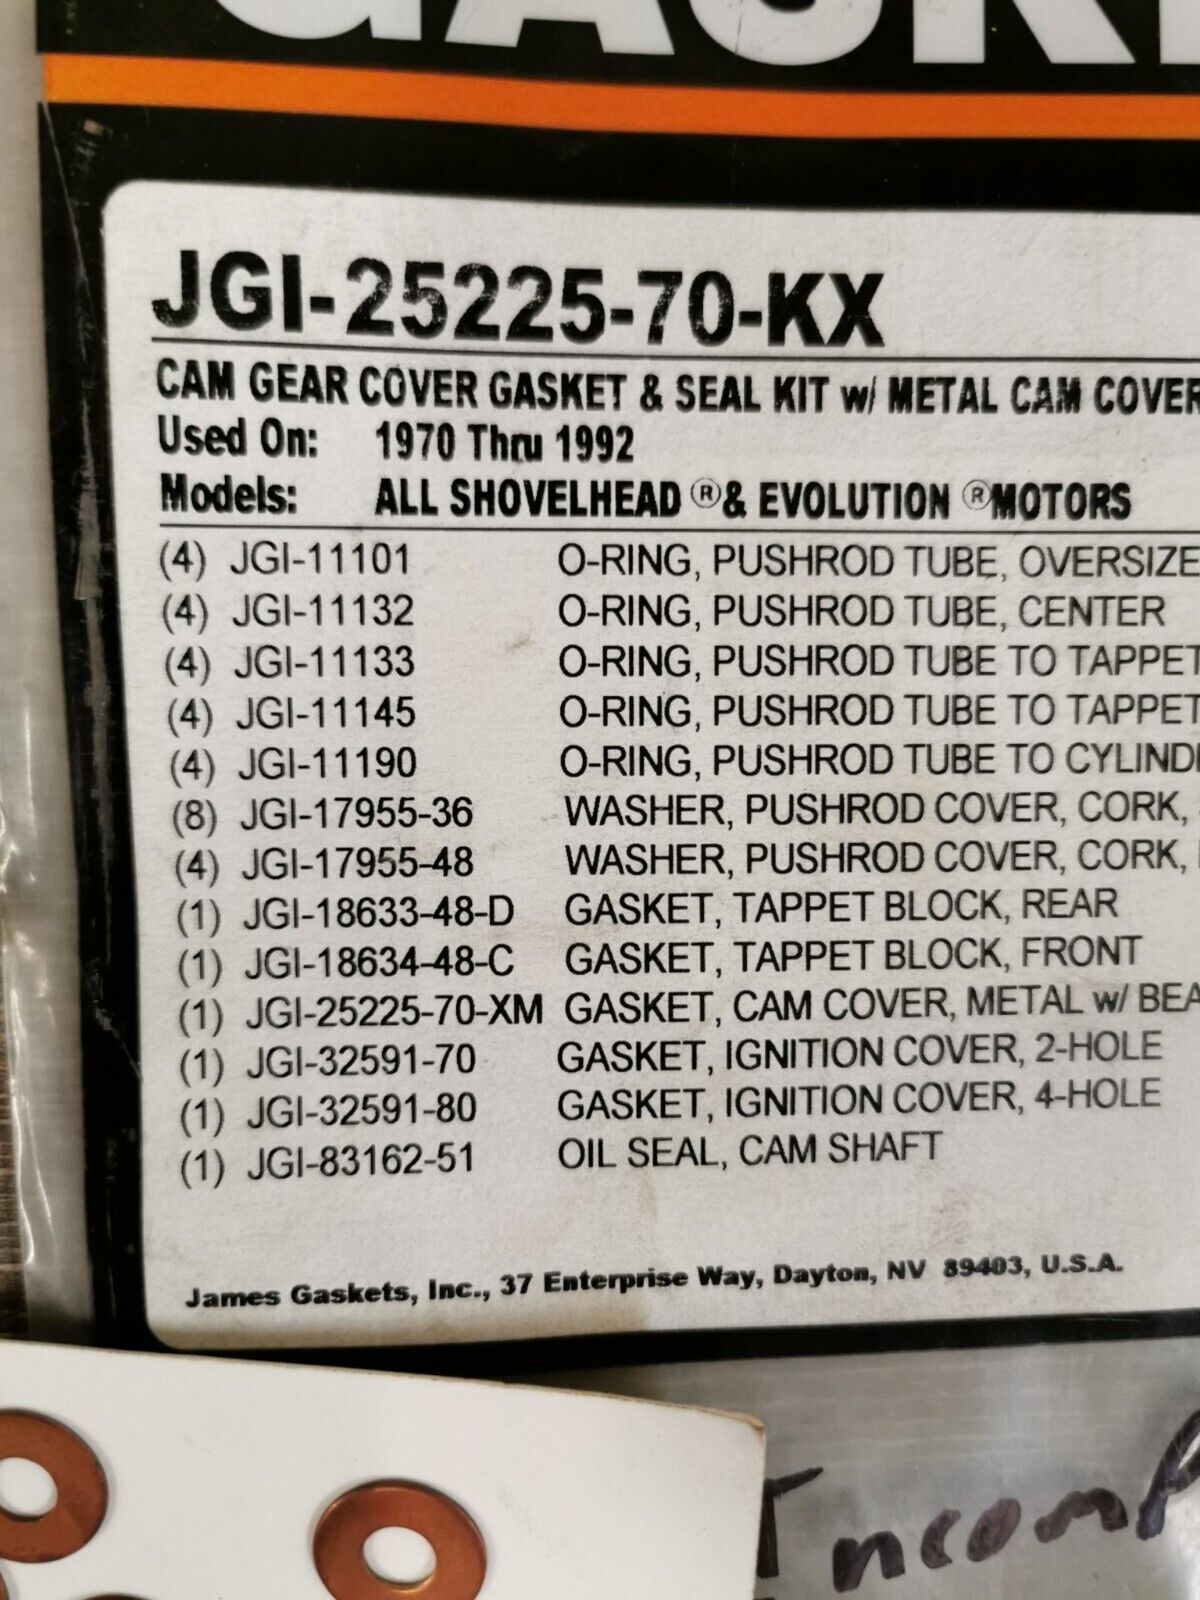 JGI-25225-70-KX
CAM GEAR COVER GASKET & SEAL KIT w/ METAL CAM COVER
Used On: 1970 Thru 1992
Models: ALL SHOVELHEAD ® & EVOLUTION ® MOTORS
(4) JGI-11101 O-RING, PUSHROD TUBE, OVERSIZE
(4) JGI-11132 O-RING, PUSHROD TUBE, CENTER
(4) JGI-11133 O-RING, PUSHROD TUBE TO TAPPET
(4) JGI-11145 O-RING, PUSHROD TUBE TO TAPPET
(4) JGI-11190 O-RING, PUSHROD TUBE TO
(8) JGI-17955-36 WASHER, PUSHROD COVER, CORK,
(4) JGI-17955-48 WASHER, PUSHROD COVER, CORK,
(1) JGI-18633-48-D GASKET, TAPPET BLOCK, REAR
(1) JGI-18634-48-C GASKET, TAPPET BLOCK, FRONT
(1) JGI-25225-70-XM GASKET, CAM COVER, METAL w/
(1) JGI-32591-70 GASKET, IGNITION COVER, 2-HOLE
(1) JGI-32591-80 GASKET, IGNITION COVER, 4-HOLE
(1) JGI-83162-51 OIL SEAL, CAM SHAFT
James Gaskets, Inc., 37 Enterprise Way, Dayton, NV 89403, U.S.A.